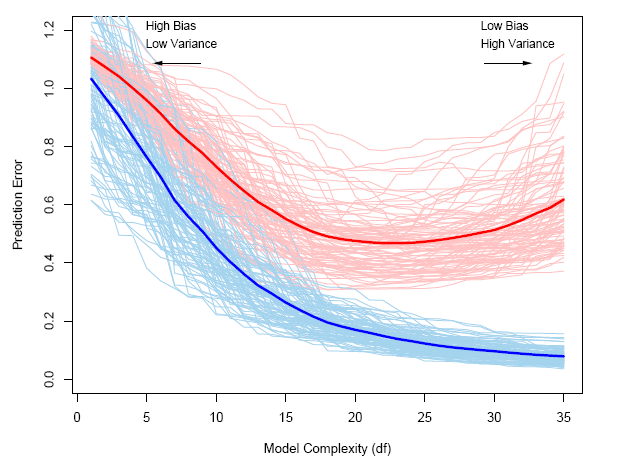 High Bias
Low Variance
Low Bias
High Variance
1.2
1.0
0.8
0.6
0.4
0.2
0.0
Prediction Error
0 5 10 15 20 25 30 35
Model Complexity (df)